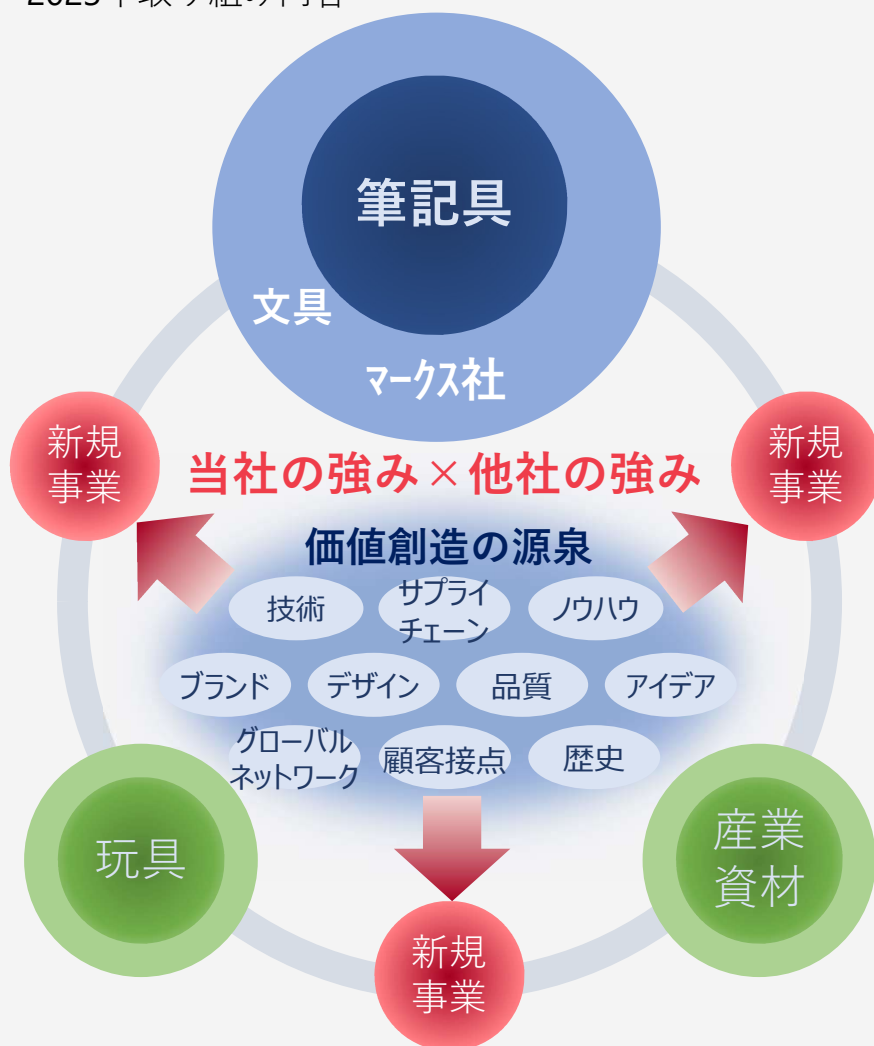 筆記具
文具
マークス社
新規
事業
新規
事業
当社の強み×他社の強み
価値創造の源泉
技術
サプライ
チェーン
ノウハウ
ブランド
デザイン
品質
アイデア
グローバル
ネットワーク
顧客接点
歴史
玩具
産業
資材
新規
事業